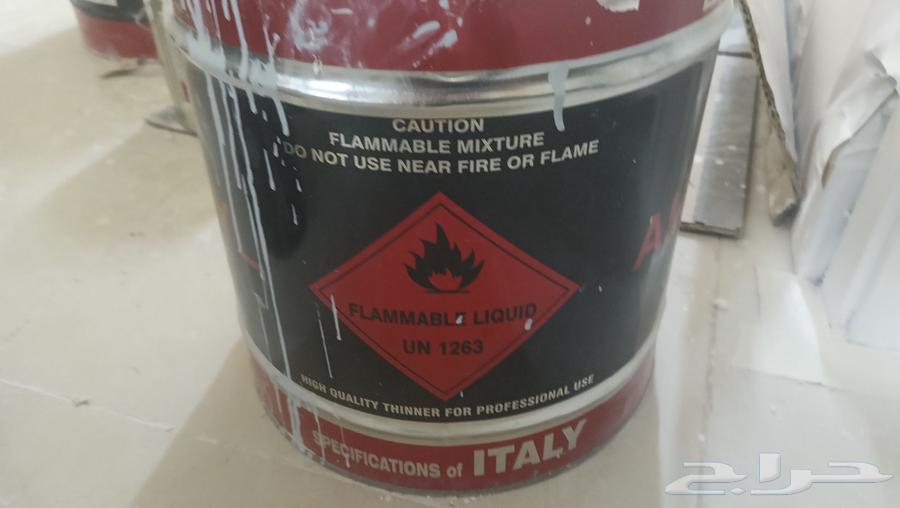 CAUTION
FLAMMABLE MIXTURE
DO NOT USE NEAR FIRE OR FLAME
A
FLAMMABLE LIQUID
UN 1263
HIGH QUALITY THINNER FOR PROFESSIONAL USE
SPECIFICATIONS of ITALY
حراج